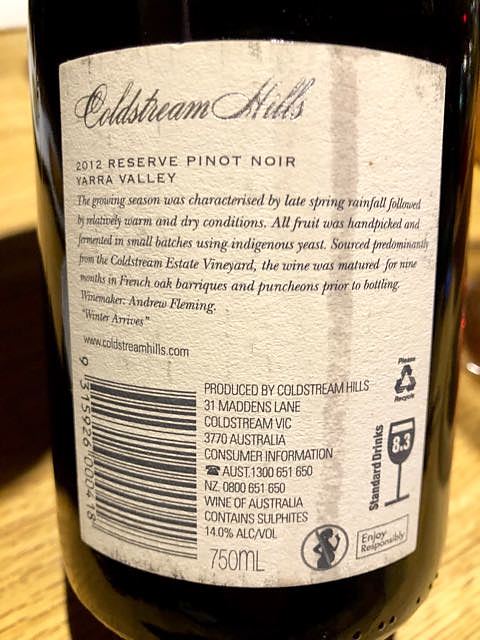 Coldstream Hills
2012 RESERVE PINOT NOIR
YARRA VALLEY
The growing season was characterised by late spring rainfall followed
by relatively warm and dry conditions. All fruit was handpicked and
fermented in small batches using indigenous yeast. Sourced predominantly
from the Coldstream Estate Vineyard, the wine was matured for nine
months in French oak barriques and puncheons prior to bottling.
Winemaker: Andrew Fleming.
"Winter Arrives"
www.coldstreamhills.com
9 315926 000418
PRODUCED BY COLDSTREAM HILLS
31 MADDENS LANE
COLDSTREAM VIC
3770 AUSTRALIA
CONSUMER INFORMATION
☎ AUST.1300 651 650
NZ. 0800 651 650
WINE OF AUSTRALIA
CONTAINS SULPHITES
14.0% ALC/VOL
750ML
Please
Recycle
Standard Drinks
8.3
Enjoy
Responsibly